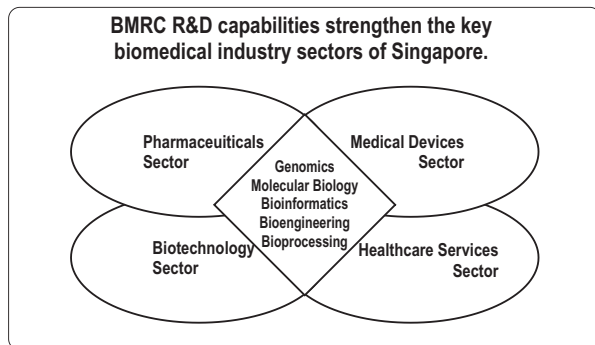 BMRC R&D capabilities strengthen the key
biomedical industry sectors of Singapore.
Pharmaceuiticals
Sector
Medical Devices
Sector
Genomics
Molecular Biology
Bioinformatics
Bioengineering
Bioprocessing
Biotechnology
Sector
Healthcare Services
Sector